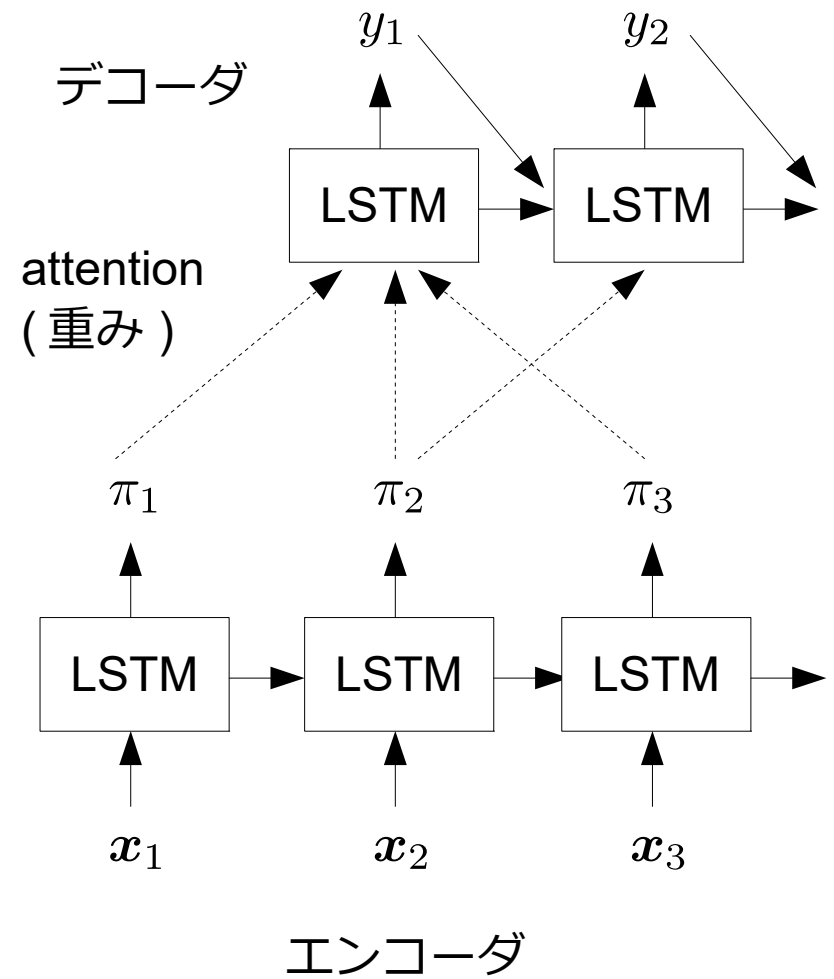 y₁ y₂
デコーダ
LSTM LSTM
attention
( 重み )
π₁ π₂ π₃
LSTM LSTM LSTM
x₁ x₂ x₃
エンコーダ